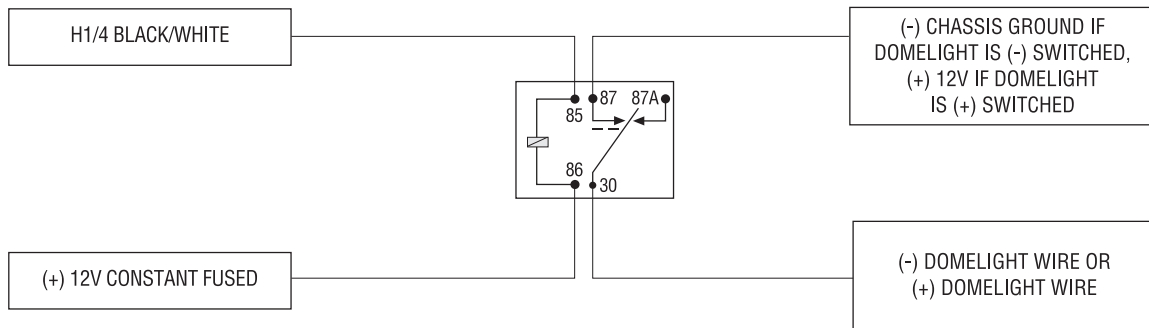 H1/4 BLACK/WHITE
(-) CHASSIS GROUND IF
DOMELIGHT IS (-) SWITCHED,
(+) 12V IF DOMELIGHT
IS (+) SWITCHED
87 87A
85
86
30
(+) 12V CONSTANT FUSED
(-) DOMELIGHT WIRE OR
(+) DOMELIGHT WIRE